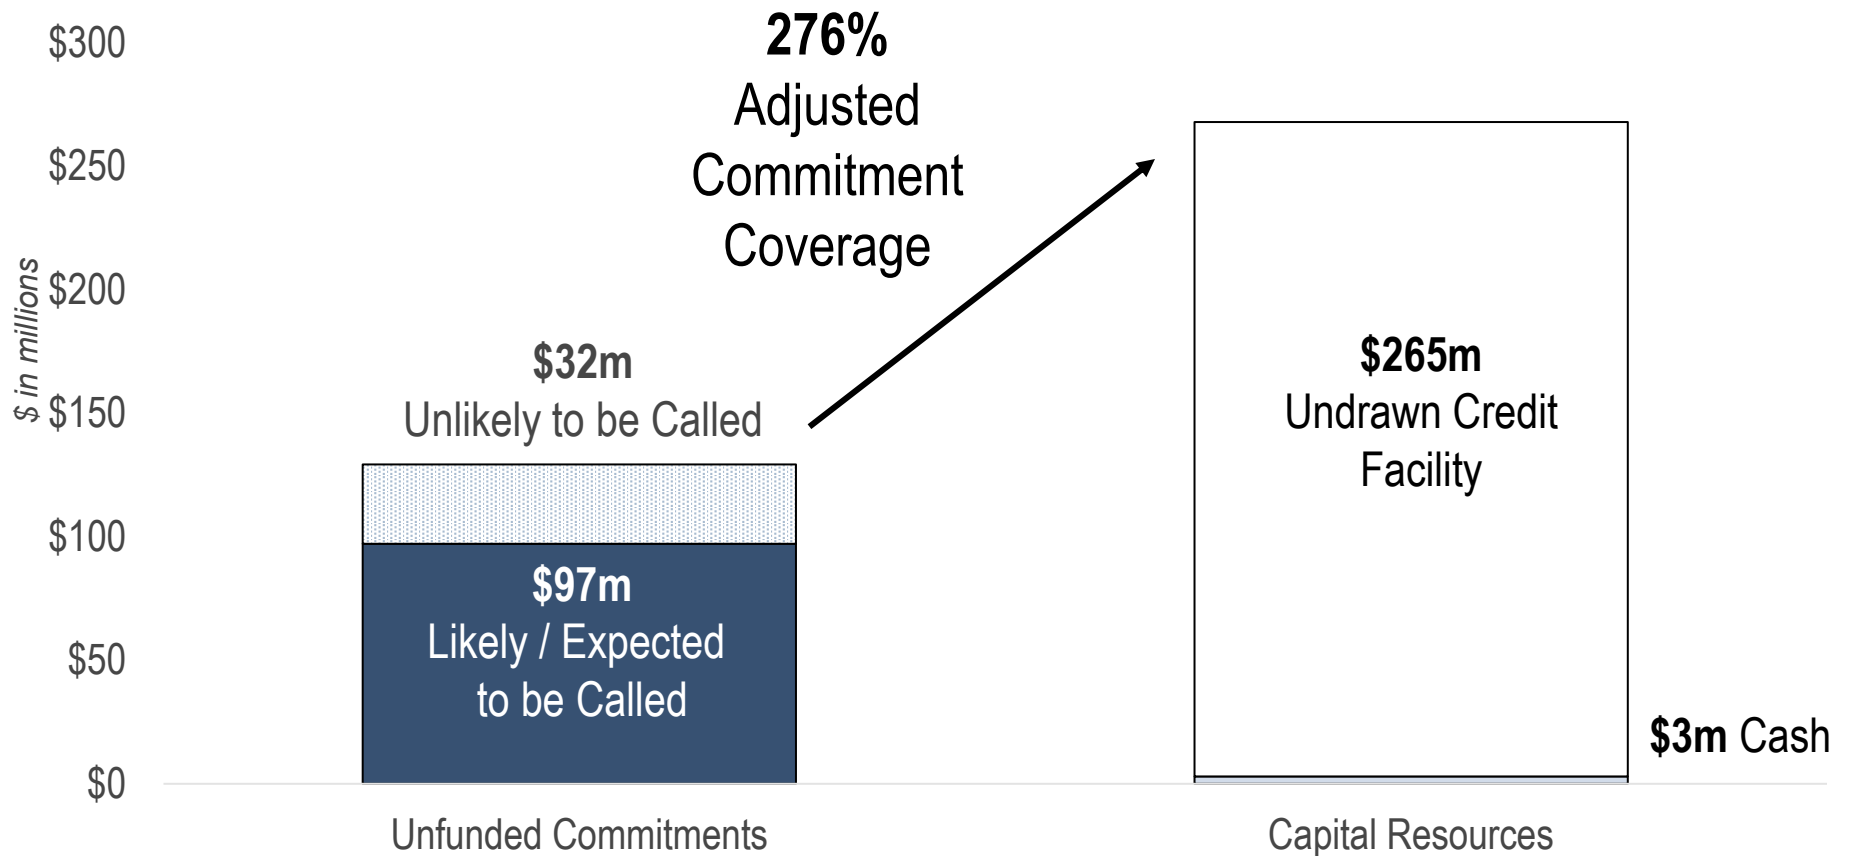 $ in millions
$300
$250
$200
$150
$100
$50
$0
276%
Adjusted
Commitment
Coverage
$32m
Unlikely to be Called
$97m
Likely / Expected
to be Called
$265m
Undrawn Credit
Facility
$3m Cash
Unfunded Commitments
Capital Resources